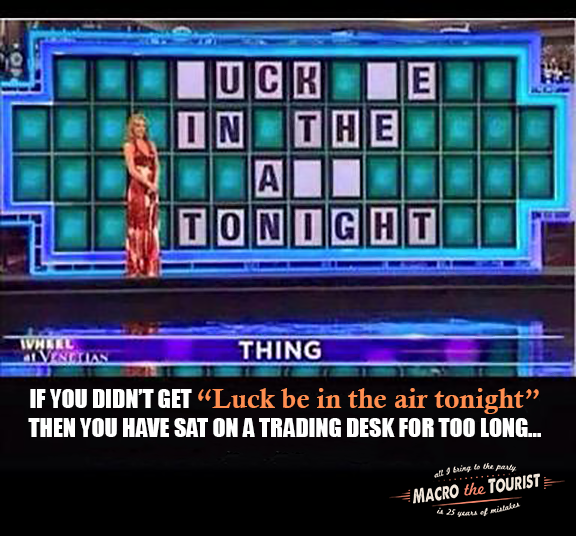 UCK E
IN THE
A
TONIGHT
WHEEL
at VENETIAN
THING
IF YOU DIDN'T GET “Luck be in the air tonight”
THEN YOU HAVE SAT ON A TRADING DESK FOR TOO LONG...
all I bring to the party
MACRO the TOURIST
is 25 years of mistakes